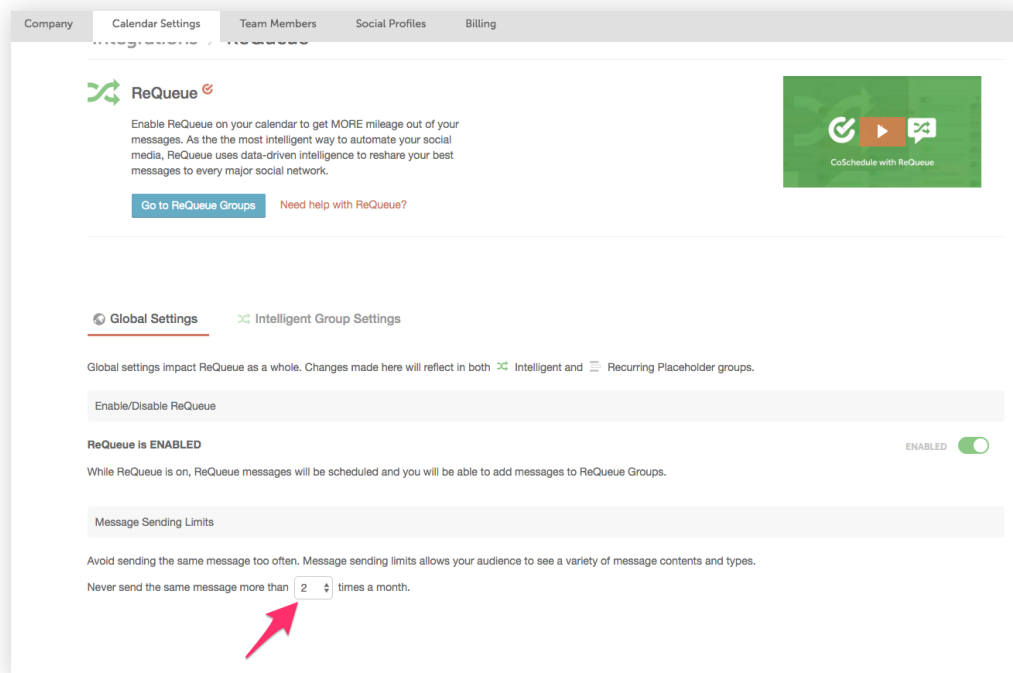 Company Calendar Settings Team Members Social Profiles Billing
Integrations ReQueue
ReQueue
Enable ReQueue on your calendar to get MORE mileage out of your
messages. As the the most intelligent way to automate your social
media, ReQueue uses data-driven intelligence to reshare your best
messages to every major social network.
Go to ReQueue Groups Need help with ReQueue?
CoSchedule with ReQueue
Global Settings Intelligent Group Settings
Global settings impact ReQueue as a whole. Changes made here will reflect in both Intelligent and Recurring Placeholder groups.
Enable/Disable ReQueue
ReQueue is ENABLED ENABLED
While ReQueue is on, ReQueue messages will be scheduled and you will be able to add messages to ReQueue Groups.
Message Sending Limits
Avoid sending the same message too often. Message sending limits allows your audience to see a variety of message contents and types.
Never send the same message more than 2 times a month.